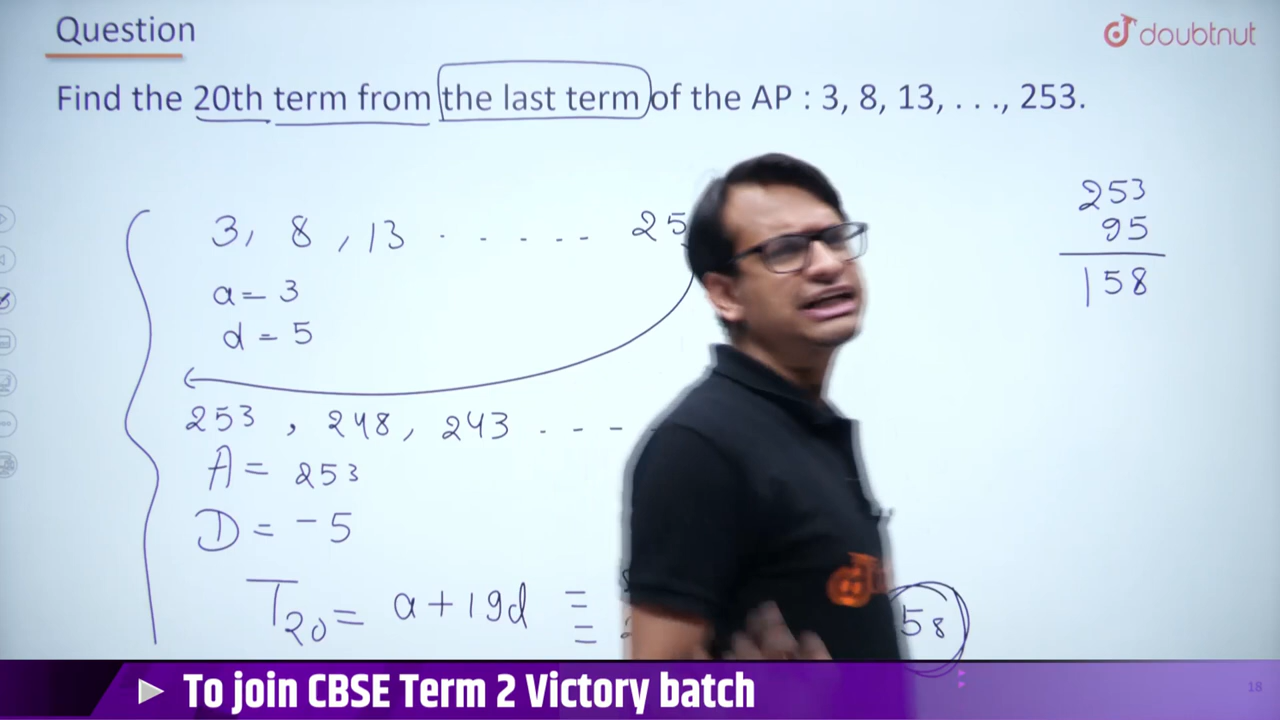 Question
doubtnut
Find the 20th term from the last term of the AP : 3, 8, 13, . . ., 253.
3, 8 , 13 . - . - - - 25
253
95
158
a = 3
d = 5
253 , 248, 243 . - - -
A = 253
D = -5
T20 = a + 19d =
58
To join CBSE Term 2 Victory batch
18